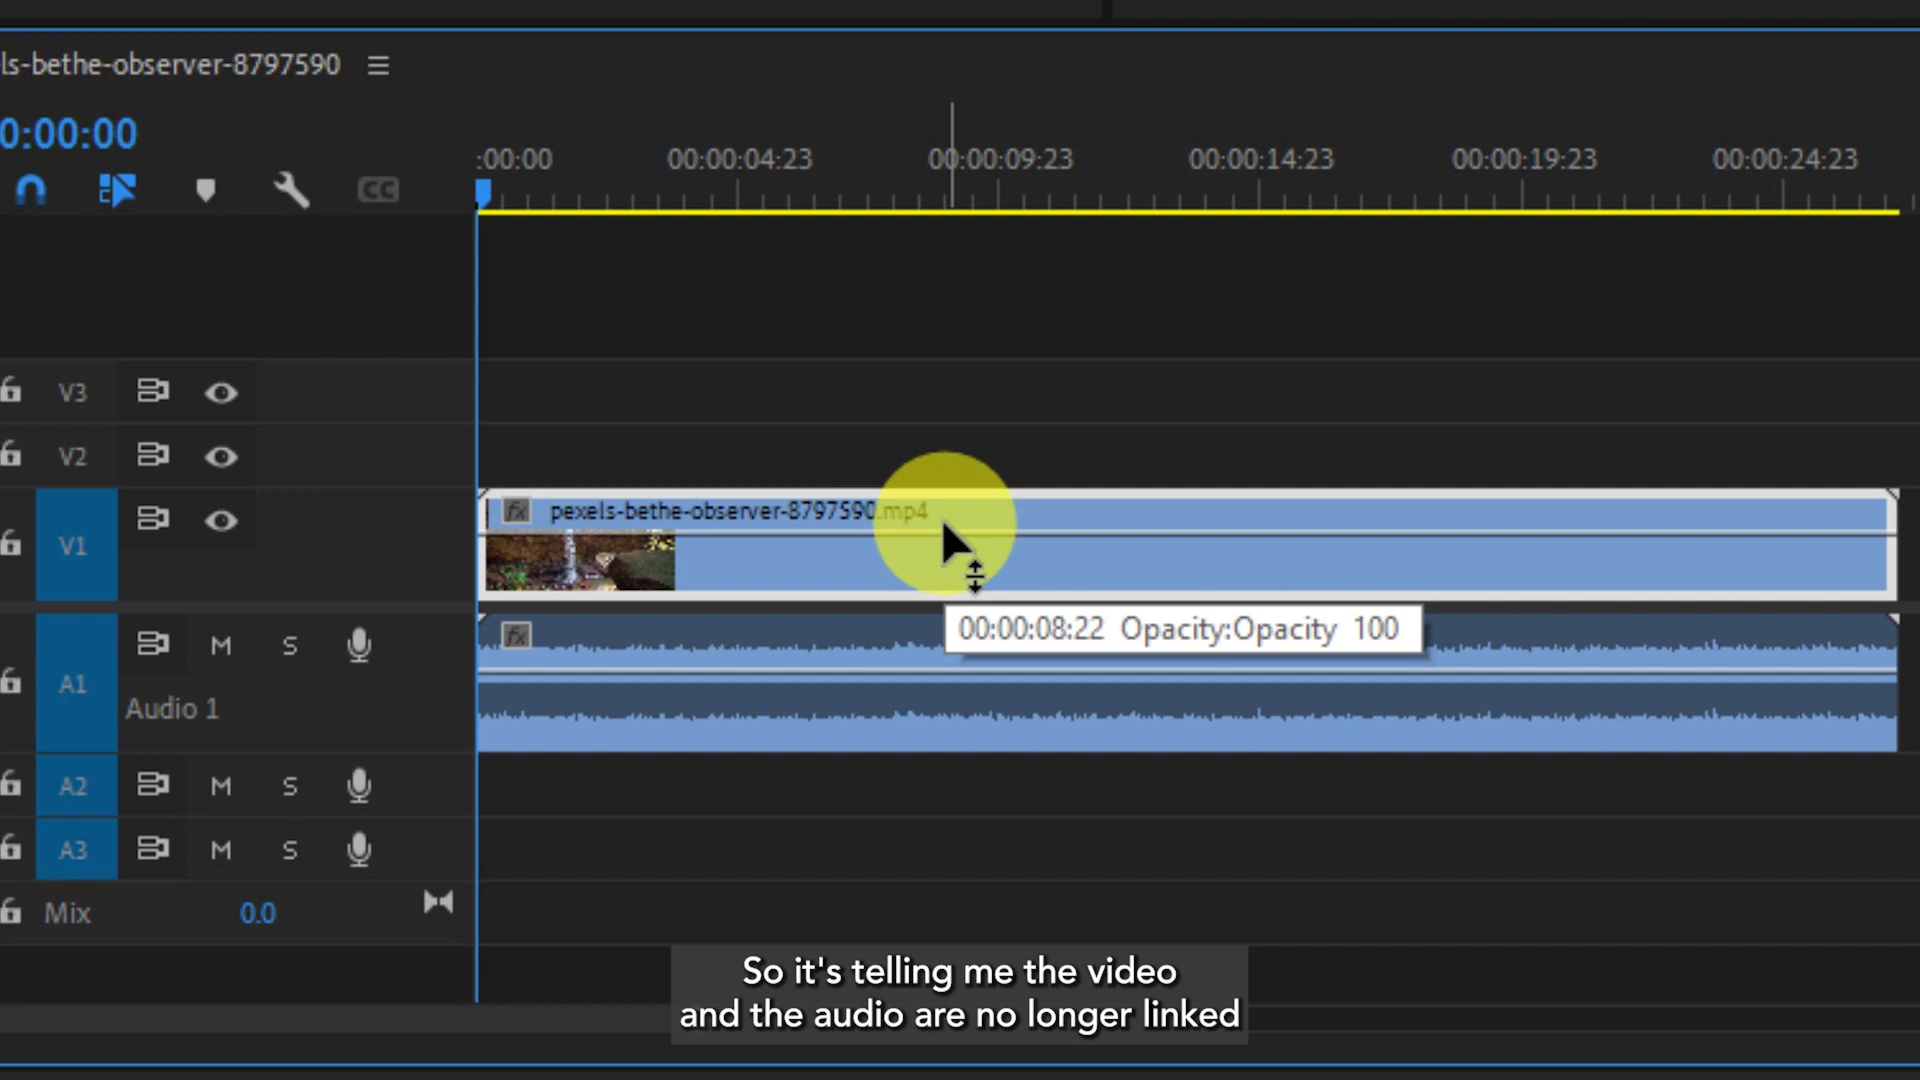 ls-bethe-observer-8797590
0:00:00
:00:00 00:00:04:23 00:00:09:23 00:00:14:23 00:00:19:23 00:00:24:23
CC
V3
V2
fx pexels-bethe-observer-8797590.mp4
V1
00:00:08:22 Opacity:Opacity 100
fx
M S
A1
Audio 1
A2 M S
A3 M S
Mix 0.0
So it's telling me the video
and the audio are no longer linked